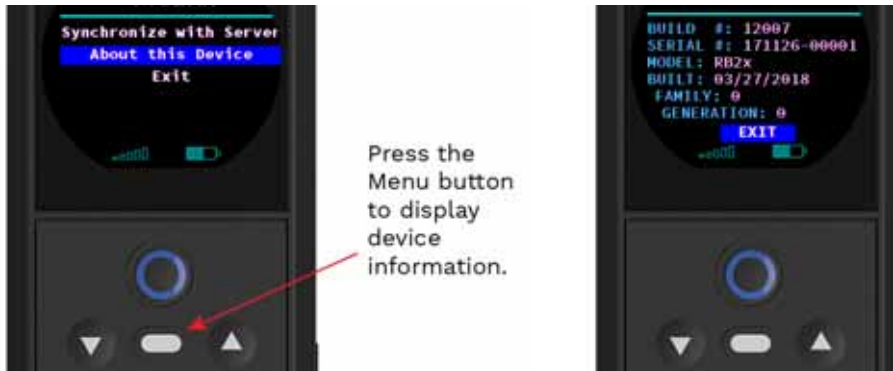 Synchronize with Server
About this Device
Exit
Press the
Menu button
to display
device
information.
BUILD #: 12007
SERIAL #: 171126-00001
MODEL: RB2x
BUILT: 03/27/2018
FAMILY: 0
GENERATION: 0
EXIT